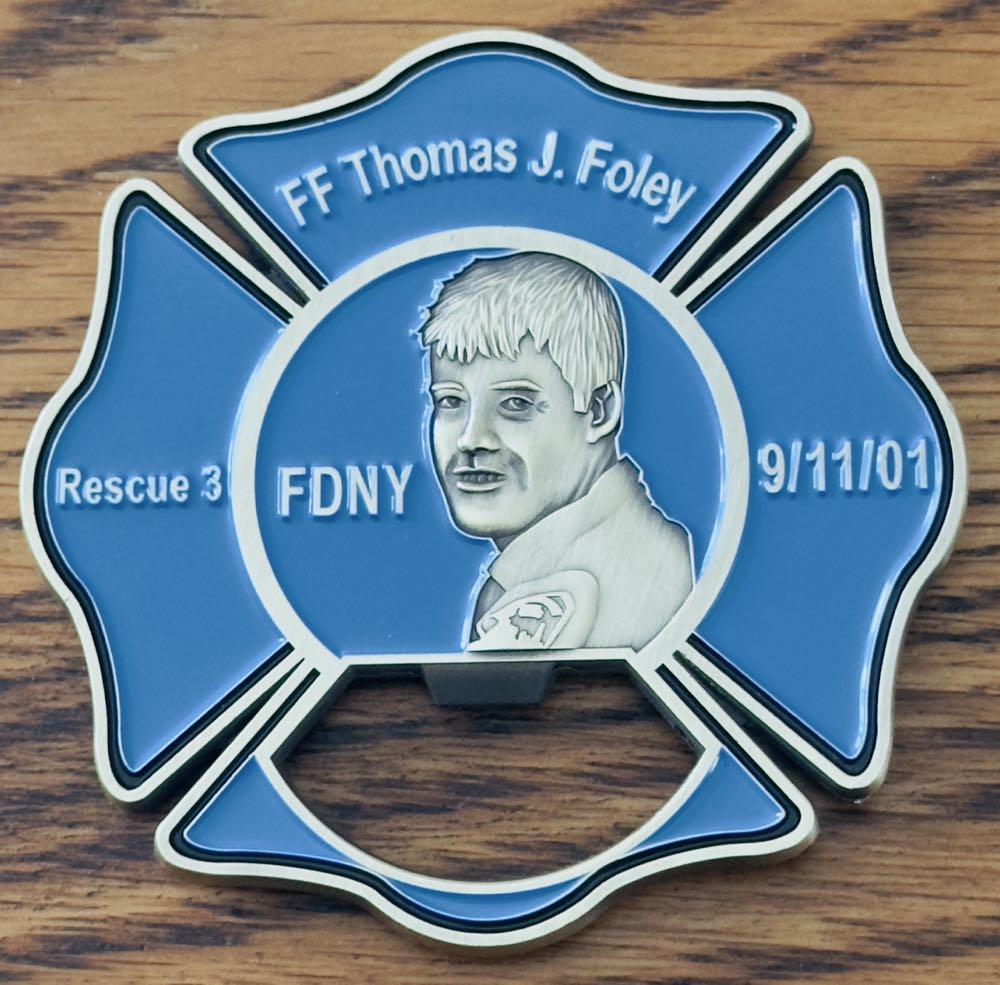 FF Thomas J. Foley
Rescue 3
FDNY
9/11/01